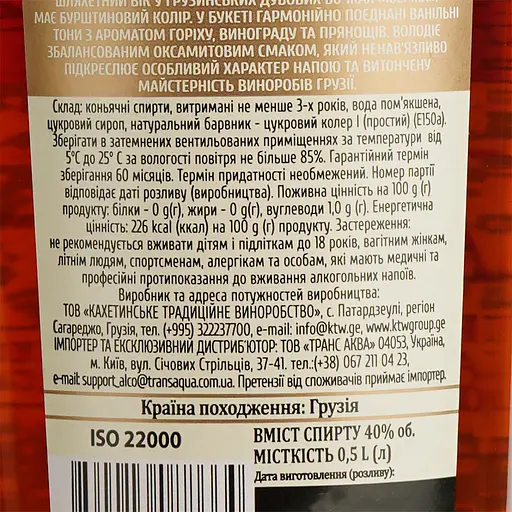 ШЛЯХЕТНИЙ ВІК У ГРУЗИНСЬКИХ ДУБОВИХ
МАЄ БУРШТИНОВИЙ КОЛІР. У БУКЕТІ ГАРМОНІЙНО ПОЄДНАНІ ВАНІЛЬНІ
ТОНИ З АРОМАТОМ ГОРІХУ, ВИНОГРАДУ ТА ПРЯНОЩІВ. ВОЛОДІЄ
ЗБАЛАНСОВАНИМ ОКСАМИТОВИМ СМАКОМ, ЯКИЙ НЕНАВ'ЯЗЛИВО
ПІДКРЕСЛЮЄ ОСОБЛИВИЙ ХАРАКТЕР НАПОЮ ТА ВИТОНЧЕНУ
МАЙСТЕРНІСТЬ ВИНОРОБІВ ГРУЗІЇ.
Склад: коньячні спирти, витримані не менше 3-х років, вода пом'якшена,
цукровий сироп, натуральний барвник - цукровий колер I (простий) (Е150а).
Зберігати в затемнених вентильованих приміщеннях за температури від
5°С до 25° С за вологості повітря не більше 85%. Гарантійний термін
зберігання 60 місяців. Термін придатності необмежений. Номер партії
відповідає даті розливу (виробництва). Поживна цінність на 100 g (г)
продукту: білки - 0 g(г), жири - 0 g(г), вуглеводи 1,0 g (г). Енергетична
цінність: 226 kcal (ккал) на 100 g (г) продукту. Застереження:
не рекомендується вживати дітям і підліткам до 18 років, вагітним жінкам,
літнім людям, спортсменам, алергікам та особам, які мають медичні та
професійні протипоказання до вживання алкогольних напоїв.
Виробник та адреса потужностей виробництва:
ТОВ «КАХЕТИНСЬКЕ ТРАДИЦІЙНЕ ВИНОРОБСТВО», с. Патардзеулі, регіон
Сагареджо, Грузія, тел. (+995) 322237700, e-mail: info@ktw.ge, www.ktwgroup.ge
ІМПОРТЕР ТА ЕКСКЛЮЗИВНИЙ ДИСТРИБ'ЮТОР: ТОВ «ТРАНС АКВА» 04053, Україна,
м. Київ, вул. Січових Стрільців, 37-41. тел.:(+38) 067 211 04 23,
e-mail: support_alco@transaqua.com.ua. Претензії від споживачів приймає імпортер.
Країна походження: Грузія
ISO 22000
ВМІСТ СПИРТУ 40% об.
МІСТКІСТЬ 0,5 L (л)
Дата виготовлення (розливу):